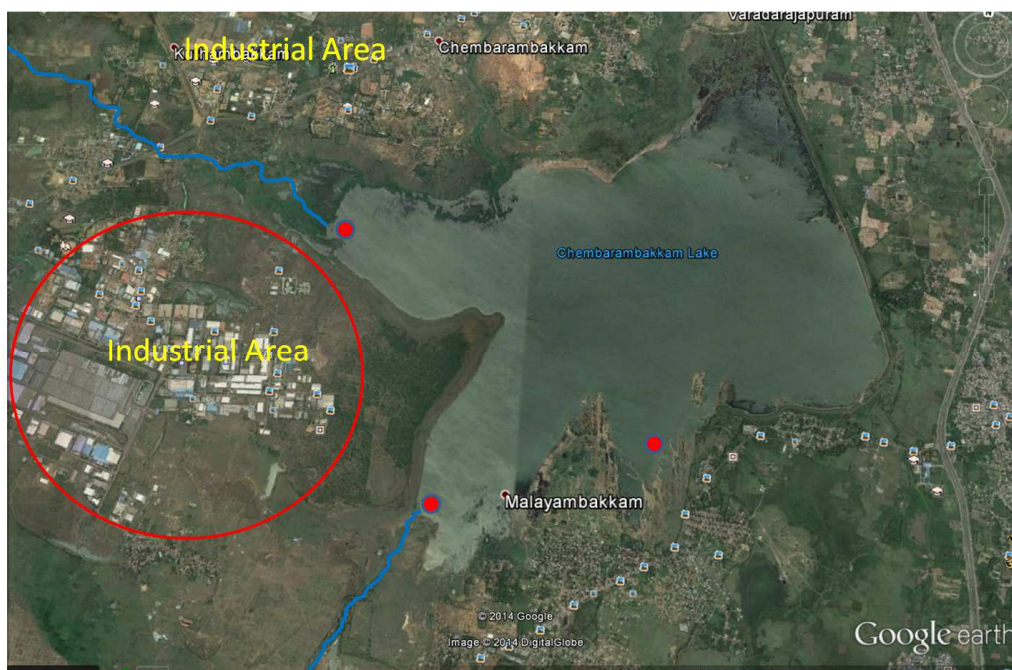 Varadarajapuram
Industrial Area
Chembarambakkam
Chembarambakkam Lake
Industrial Area
Malayambakkam
© 2014 Google
Image © 2014 DigitalGlobe
Google earth